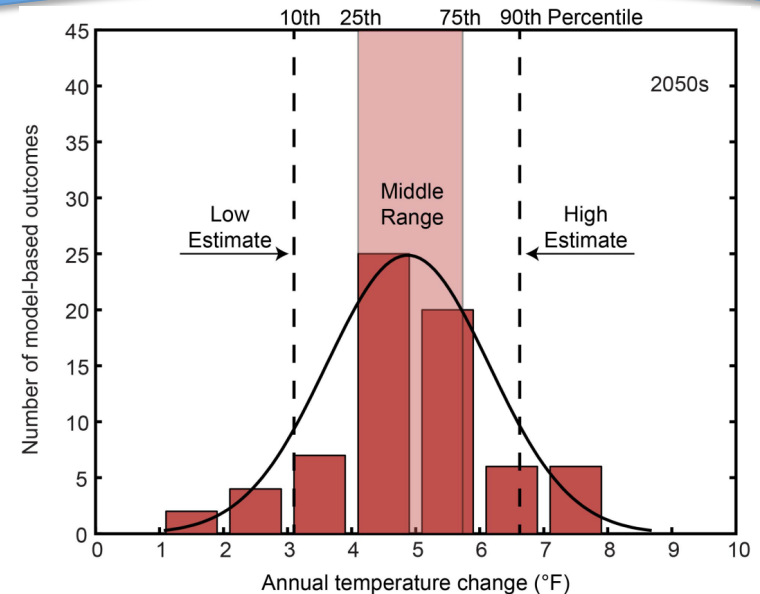 10th 25th 75th 90th Percentile
45
40
35
30
25
20
15
10
5
0
Number of model-based outcomes
2050s
Middle
Range
Low
Estimate
High
Estimate
0 1 2 3 4 5 6 7 8 9 10
Annual temperature change (°F)